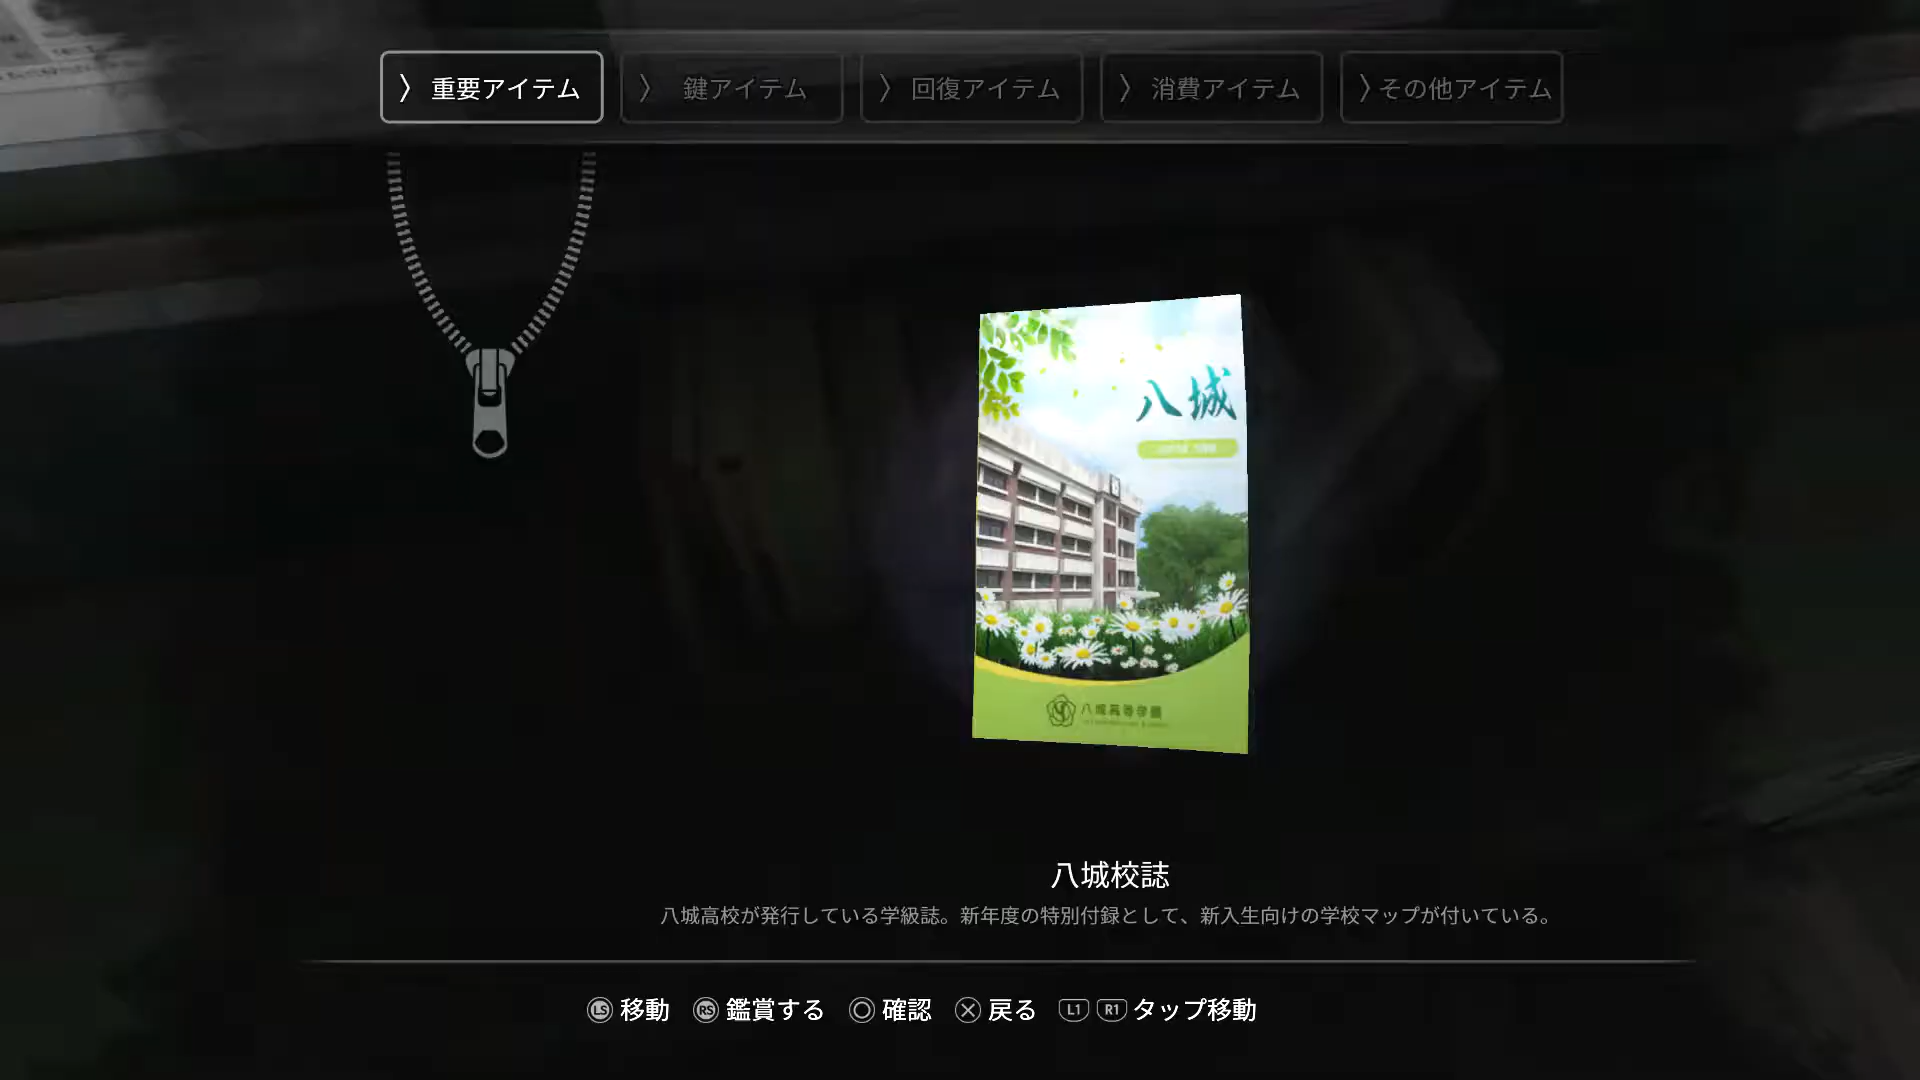 〉 重要アイテム
〉 鍵アイテム
〉 回復アイテム
〉 消費アイテム
〉その他アイテム
八城
八城高等学園
八城校誌
八城高校が発行している学級誌。新年度の特別付録として、新入生向けの学校マップが付いている。
LS 移動 RS 鑑賞する 確認 戻る L1 R1 タップ移動